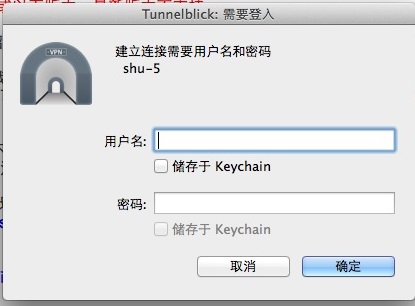 Tunnelblick: 需要登入
VPN
建立连接需要用户名和密码
shu-5
用户名:
储存于 Keychain
密码:
储存于 Keychain
取消
确定